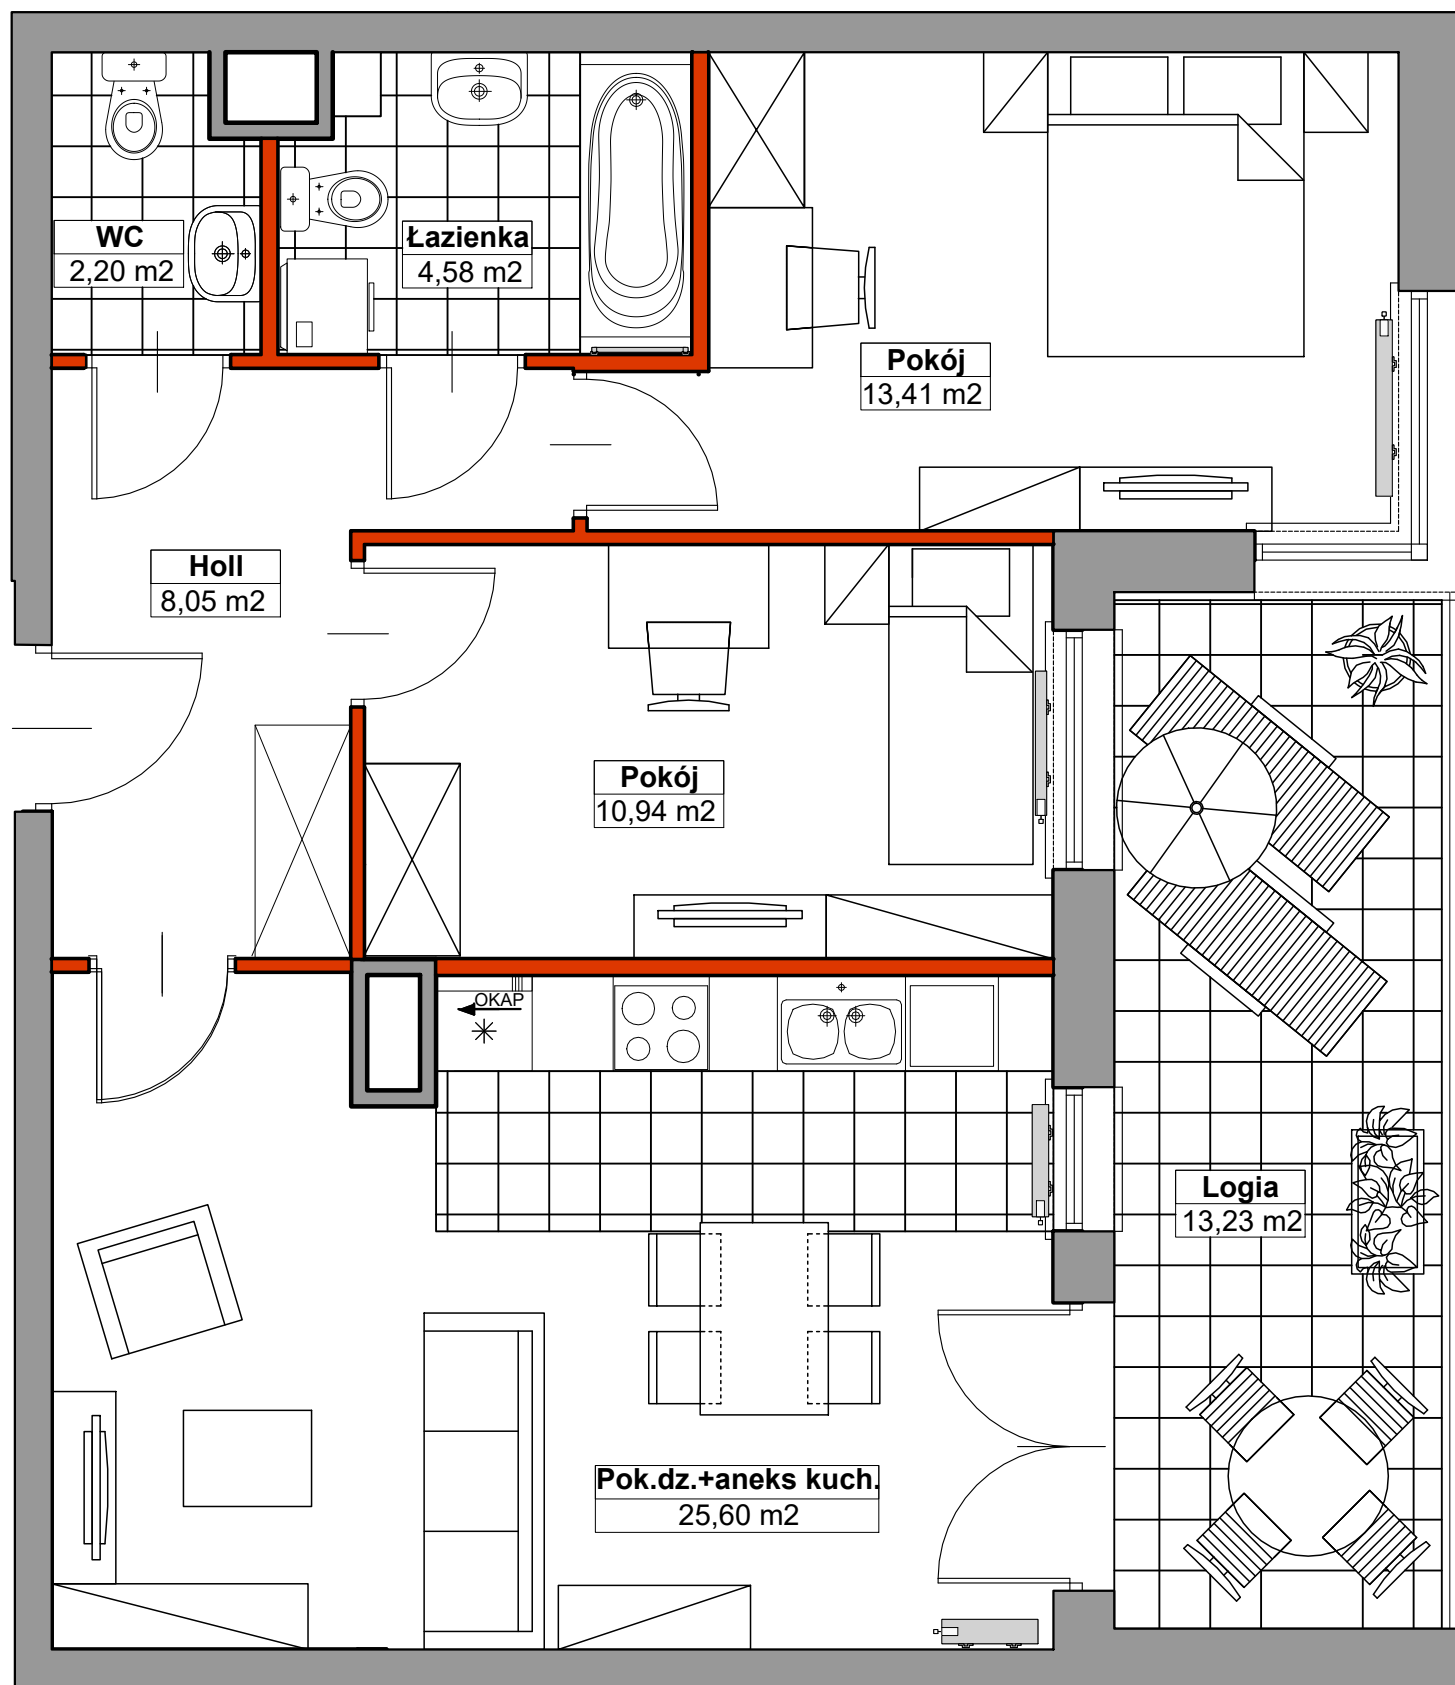 WC
2,20 m2
Łazienka
4,58 m2
Pokój
13,41 m2
Holl
8,05 m2
Pokój
10,94 m2
OKAP
Logia
13,23 m2
Pok.dz.+aneks kuch.
25,60 m2